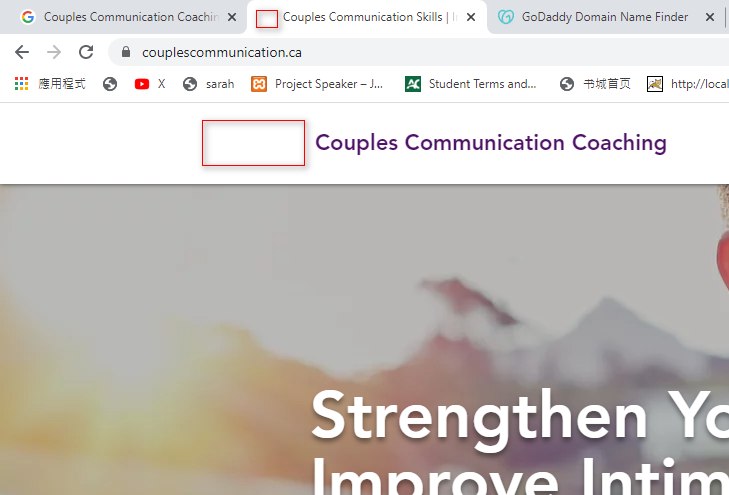 Couples Communication Coachin
Couples Communication Skills | I
GoDaddy Domain Name Finder
couplescommunication.ca
應用程式
X
sarah
Project Speaker – J...
Student Terms and...
书城首页
http://loca
Couples Communication Coaching
Strengthen Yo
Improve Intim